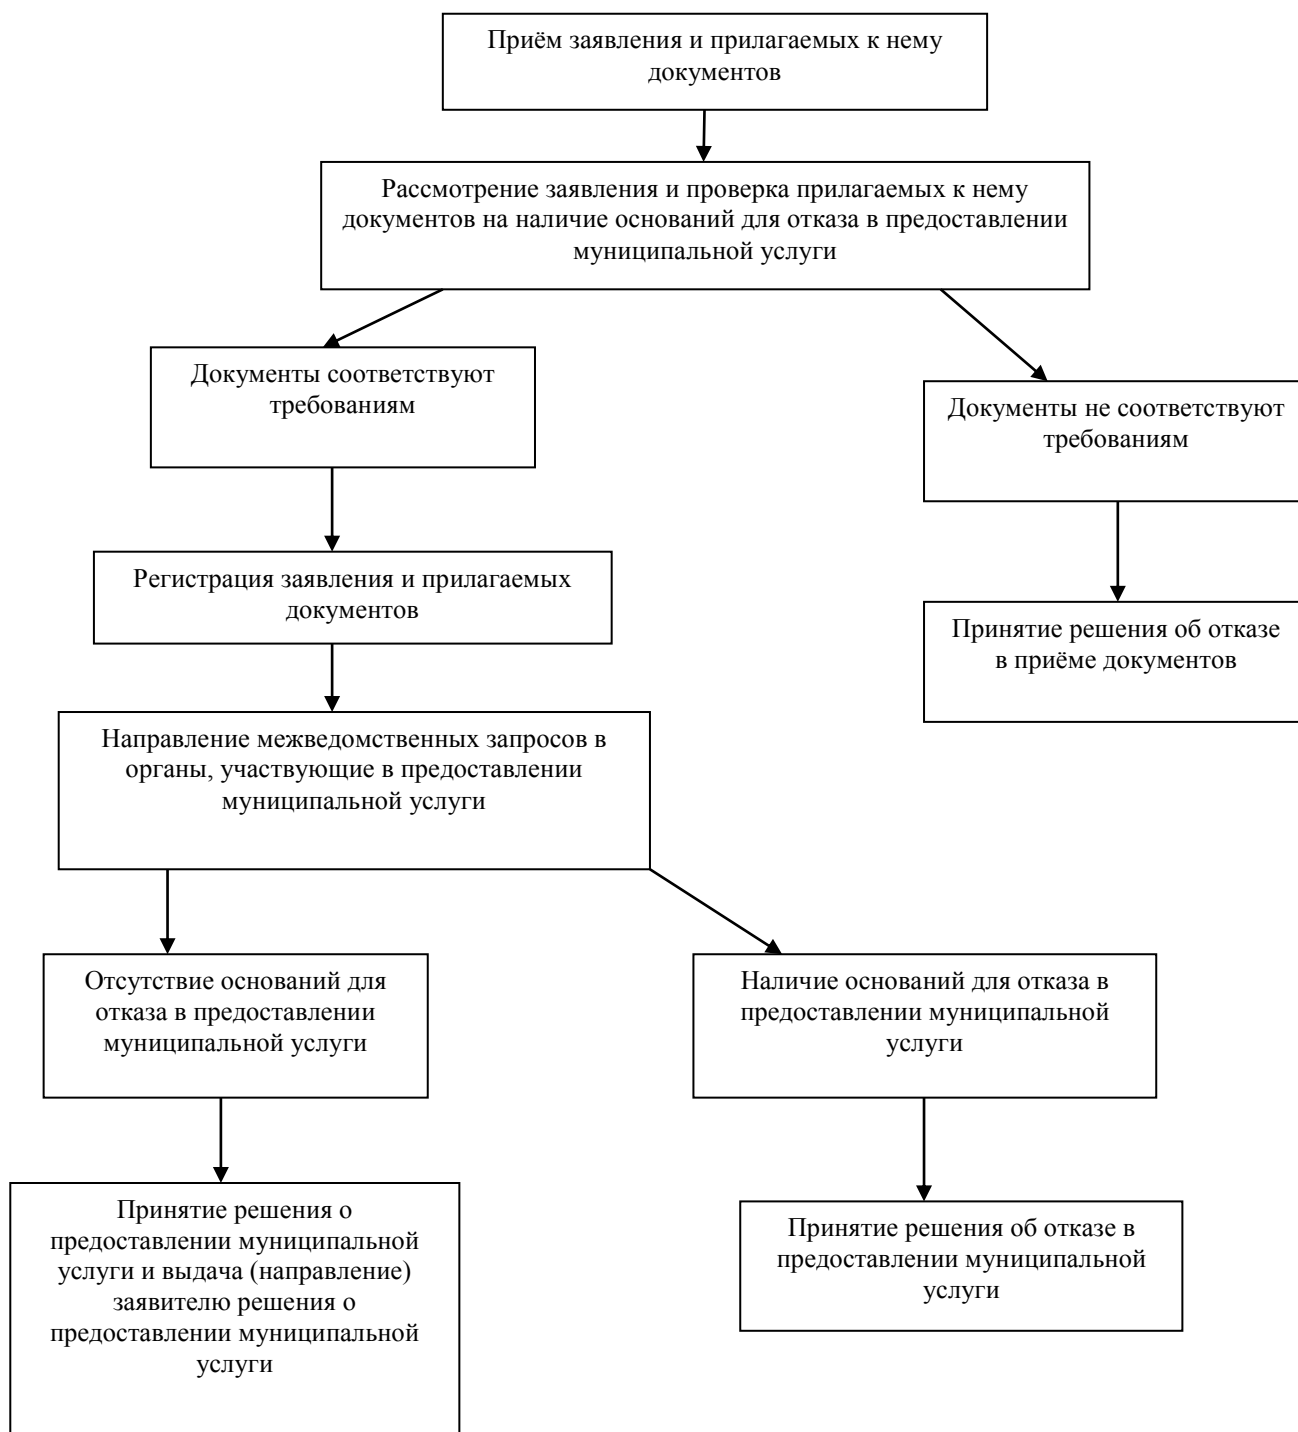 Приём заявления и прилагаемых к нему
документов
Рассмотрение заявления и проверка прилагаемых к нему
документов на наличие оснований для отказа в предоставлении
муниципальной услуги
Документы соответствуют
требованиям
Документы не соответствуют
требованиям
Регистрация заявления и прилагаемых
документов
Принятие решения об отказе
в приёме документов
Направление межведомственных запросов в
органы, участвующие в предоставлении
муниципальной услуги
Отсутствие оснований для
отказа в предоставлении
муниципальной услуги
Наличие оснований для отказа в
предоставлении муниципальной
услуги
Принятие решения о
предоставлении муниципальной
услуги и выдача (направление)
заявителю решения о
предоставлении муниципальной
услуги
Принятие решения об отказе в
предоставлении муниципальной
услуги